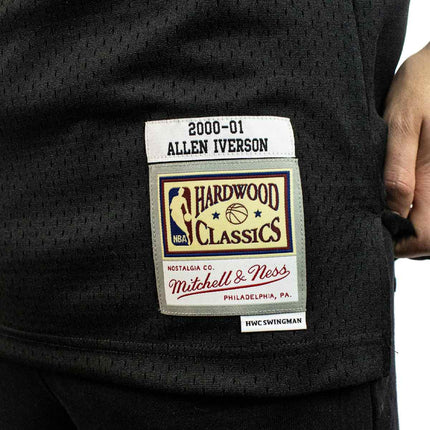 2000-01
ALLEN IVERSON
HARDWOOD
NBA
CLASSICS
NOSTALGIA CO.
Mitchell & Ness
PHILADELPHIA, PA.
HWC SWINGMAN